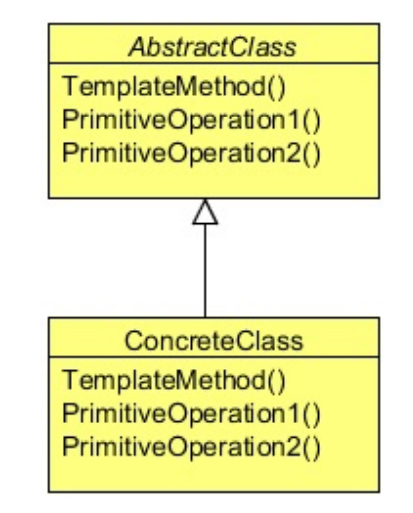 AbstractClass
TemplateMethod()
PrimitiveOperation1()
PrimitiveOperation2()
ConcreteClass
TemplateMethod()
PrimitiveOperation1()
PrimitiveOperation2()